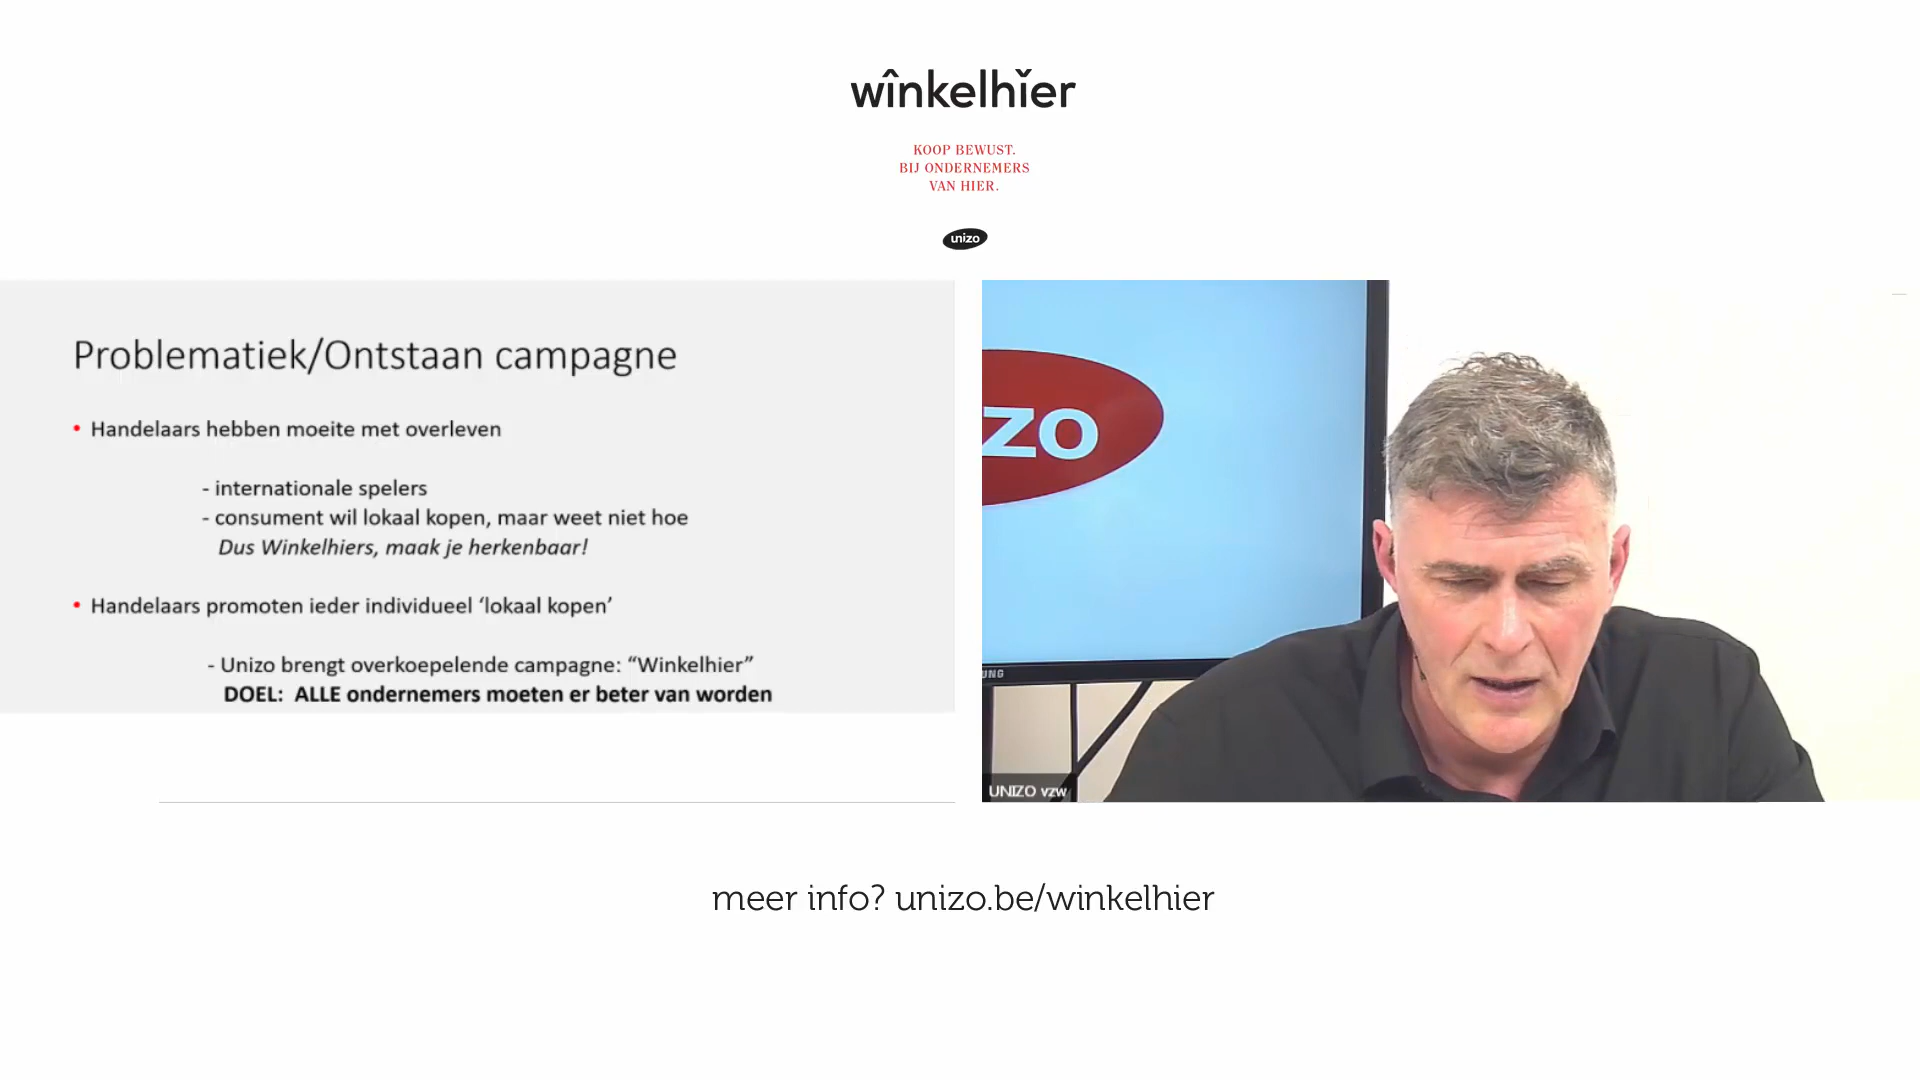 wînkelhǐer
KOOP BEWUST.
BIJ ONDERNEMERS
VAN HIER.
unizo
Problematiek/Ontstaan campagne
• Handelaars hebben moeite met overleven
- internationale spelers
- consument wil lokaal kopen, maar weet niet hoe
Dus Winkelhiers, maak je herkenbaar!
• Handelaars promoten ieder individueel ‘lokaal kopen’
- Unizo brengt overkoepelende campagne: “Winkelhier”
DOEL: ALLE ondernemers moeten er beter van worden
ZO
UNG
UNIZO vzw
meer info? unizo.be/winkelhier